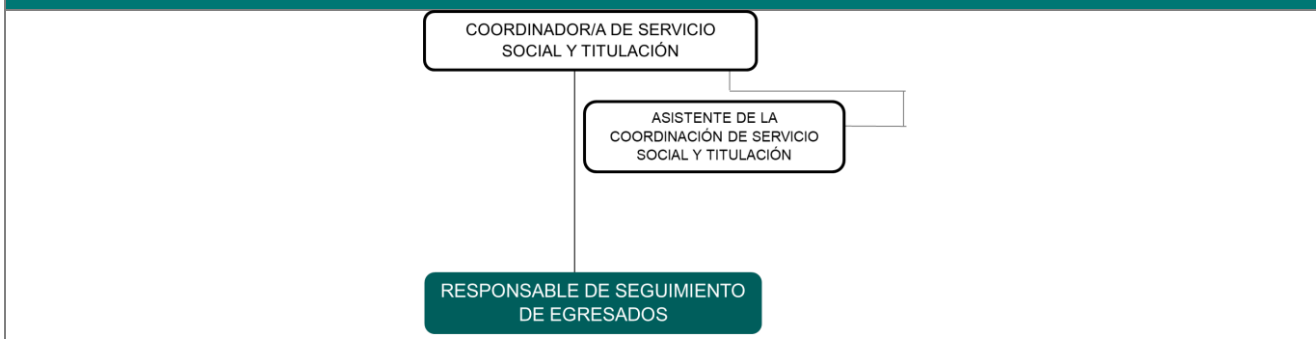 COORDINADOR/A DE SERVICIO
SOCIAL Y TITULACIÓN
ASISTENTE DE LA
COORDINACIÓN DE SERVICIO
SOCIAL Y TITULACIÓN
RESPONSABLE DE SEGUIMIENTO
DE EGRESADOS